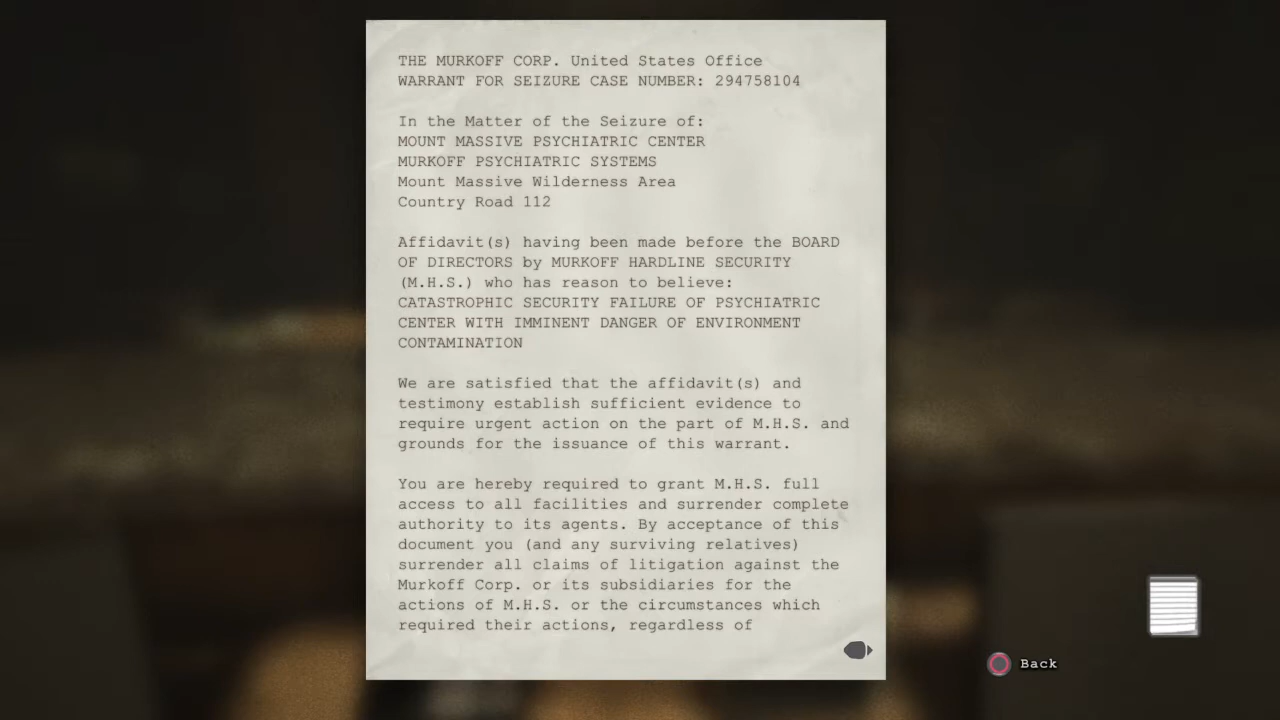 THE MURKOFF CORP. United States Office
WARRANT FOR SEIZURE CASE NUMBER: 294758104
In the Matter of the Seizure of:
MOUNT MASSIVE PSYCHIATRIC CENTER
MURKOFF PSYCHIATRIC SYSTEMS
Mount Massive Wilderness Area
Country Road 112
Affidavit(s) having been made before the BOARD
OF DIRECTORS by MURKOFF HARDLINE SECURITY
(M.H.S.) who has reason to believe:
CATASTROPHIC SECURITY FAILURE OF PSYCHIATRIC
CENTER WITH IMMINENT DANGER OF ENVIRONMENT
CONTAMINATION
We are satisfied that the affidavit(s) and
testimony establish sufficient evidence to
require urgent action on the part of M.H.S. and
grounds for the issuance of this warrant.
You are hereby required to grant M.H.S. full
access to all facilities and surrender complete
authority to its agents. By acceptance of this
document you (and any surviving relatives)
surrender all claims of litigation against the
Murkoff Corp. or its subsidiaries for the
actions of M.H.S. or the circumstances which
required their actions, regardless of
Back